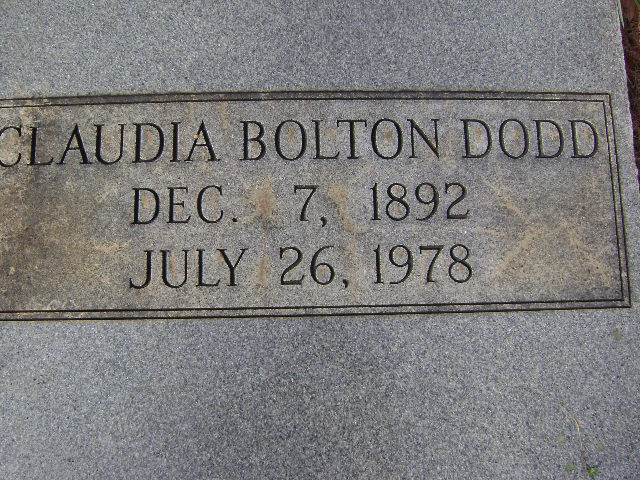 CLAUDIA BOLTON DODD
DEC. 7, 1892
JULY 26, 1978